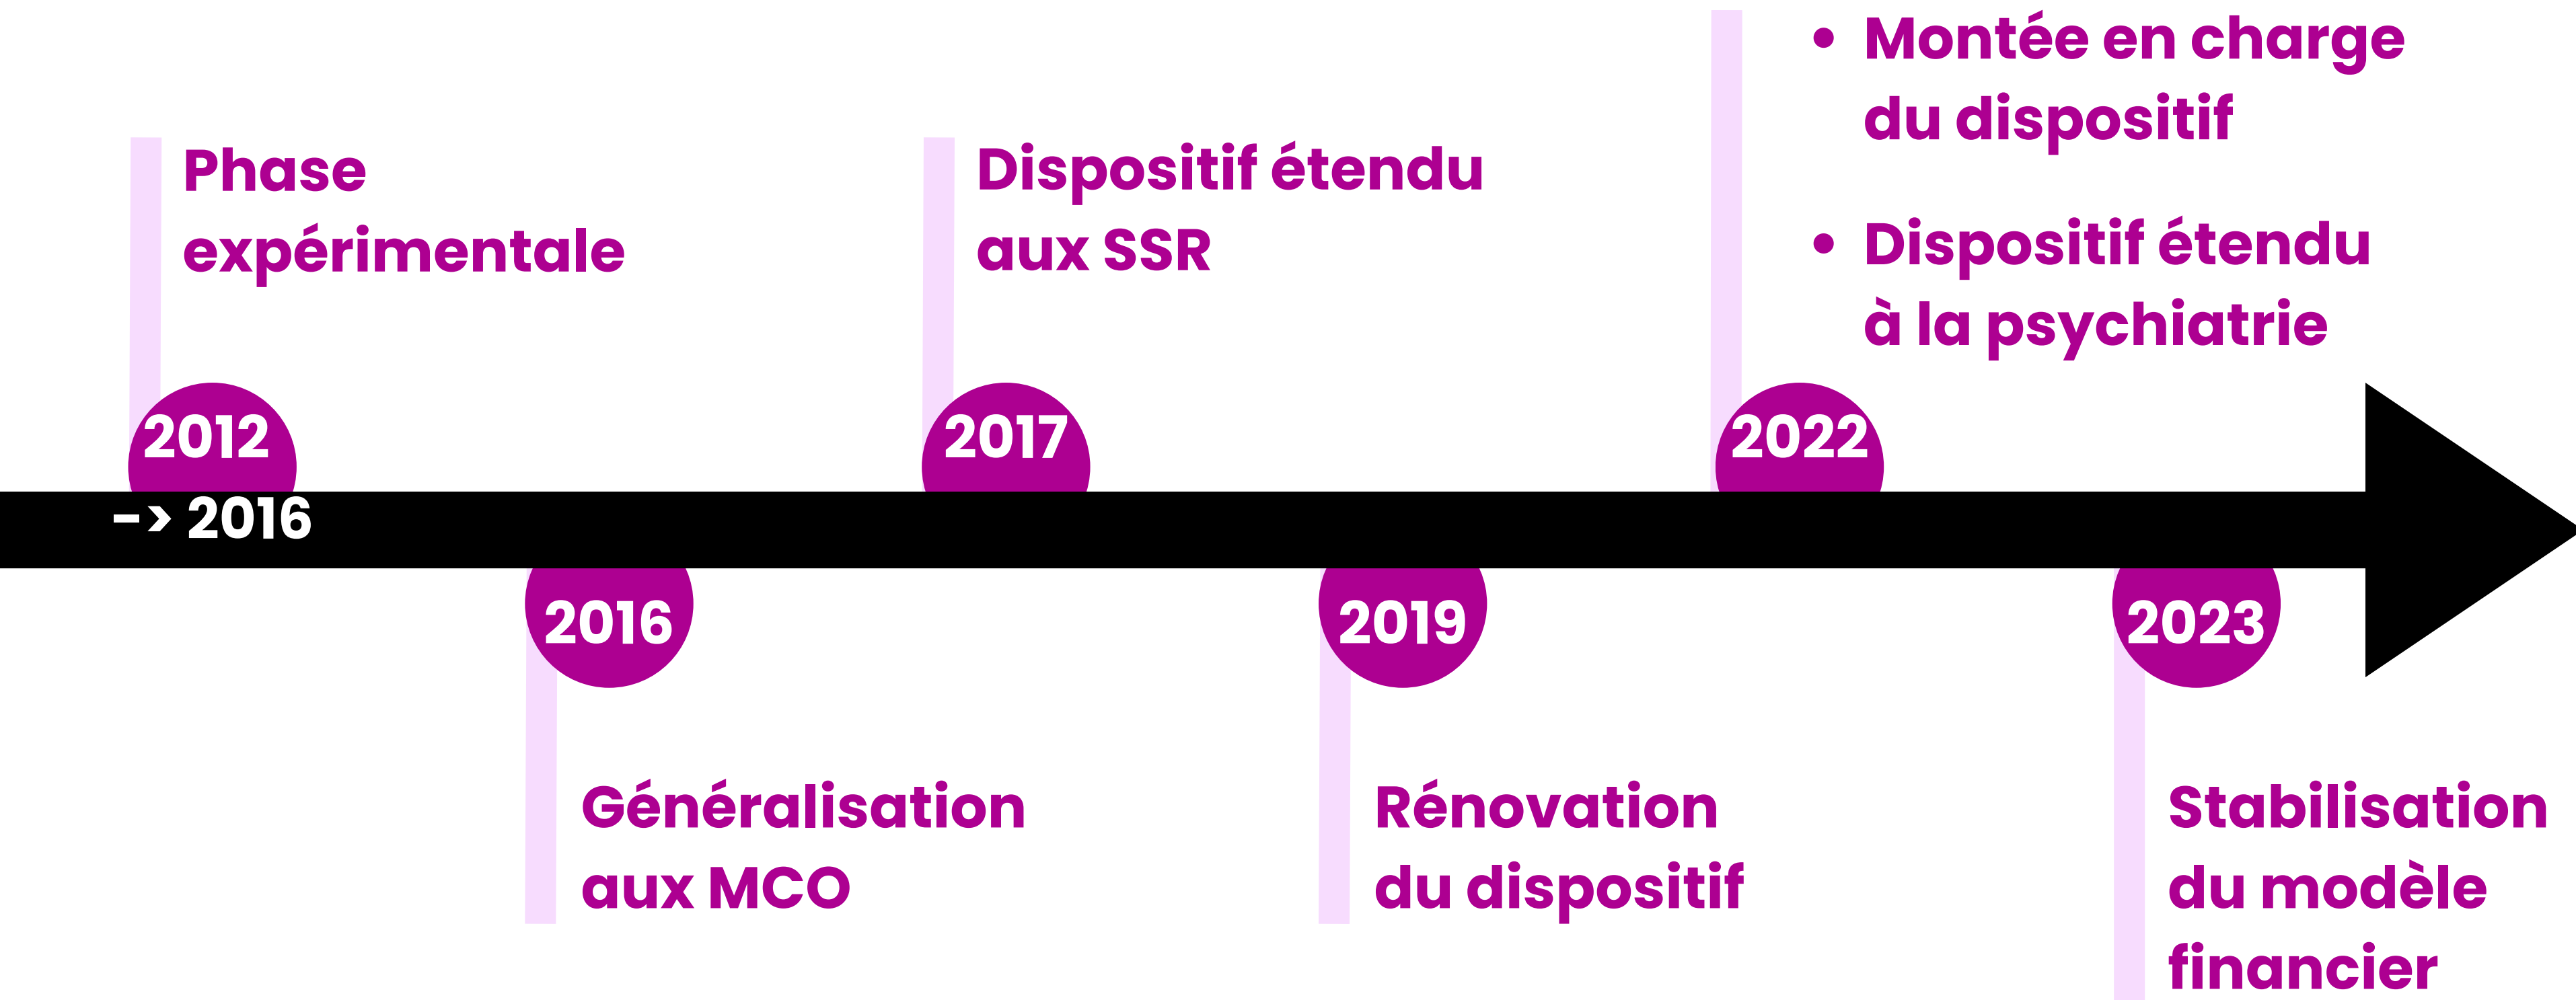 Phase
expérimentale
2012
-> 2016
2016
Généralisation
aux MCO
Dispositif étendu
aux SSR
2017
2019
Rénovation
du dispositif
• Montée en charge
du dispositif
• Dispositif étendu
à la psychiatrie
2022
2023
Stabilisation
du modèle
financier